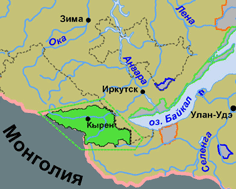 Зима
Лена
Ока
Ангара
Иркутск
оз. Байкал
Улан-Удэ
Кырен
Селенга
Монголия